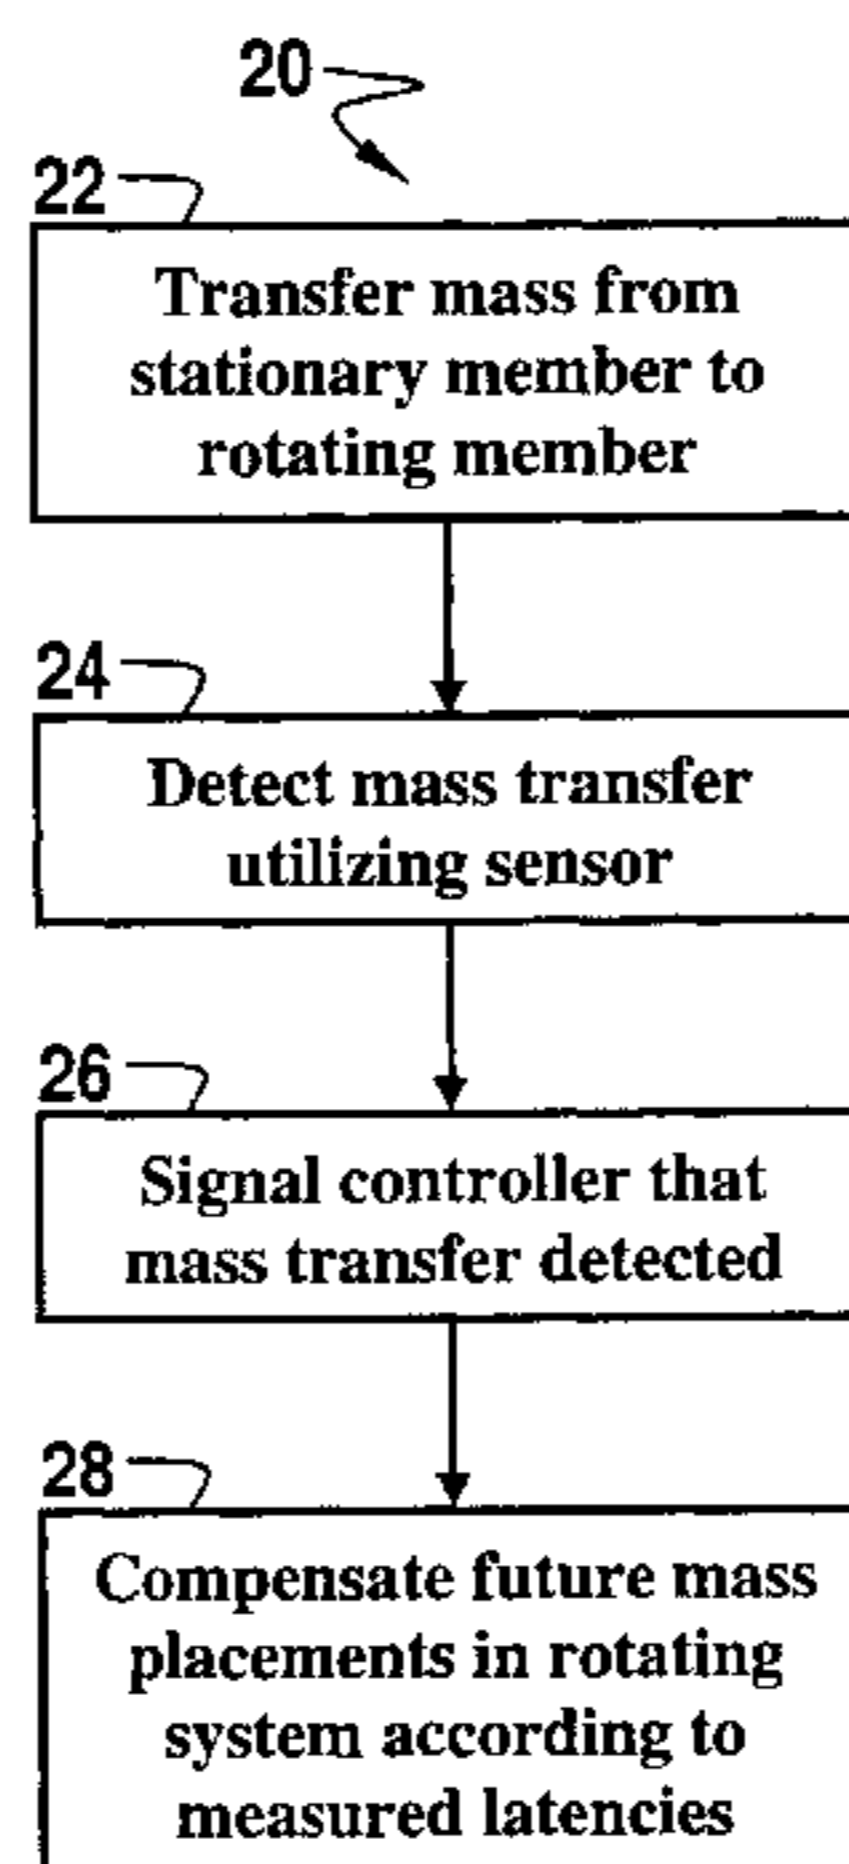 20
22
Transfer mass from
stationary member to
rotating member
24
Detect mass transfer
utilizing sensor
26
Signal controller that
mass transfer detected
28
Compensate future mass
placements in rotating
system according to
measured latencies